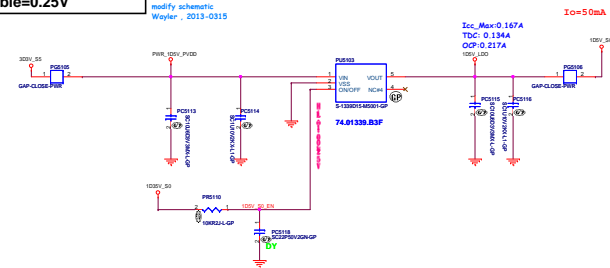 ble=0.25V
modify schematic
Wayler , 2013-0315
Io=50mA
Icc_Max:0.167A
TDC: 0.134A
OCP:0.217A
3D3V_S5
PG5105
1 2
GAP-CLOSE-PWR
PWR_1D5V_PVDD
PU5103
1 VIN VOUT 5
2 VSS
3 ON/OFF NC#4 4
S-1339D15-M5001-GP
74.01339.B3F
GP
1D5V_LDO
PG5106
1 2
GAP-CLOSE-PWR
1D5V_S0
PC5113
PC5114
PC5115
PC5116
1D35V_S0
PR5110
2 1
10KR2J-L-GP
1D5V_S0_EN
PC5118
SC22P50V2GN-GP
DY